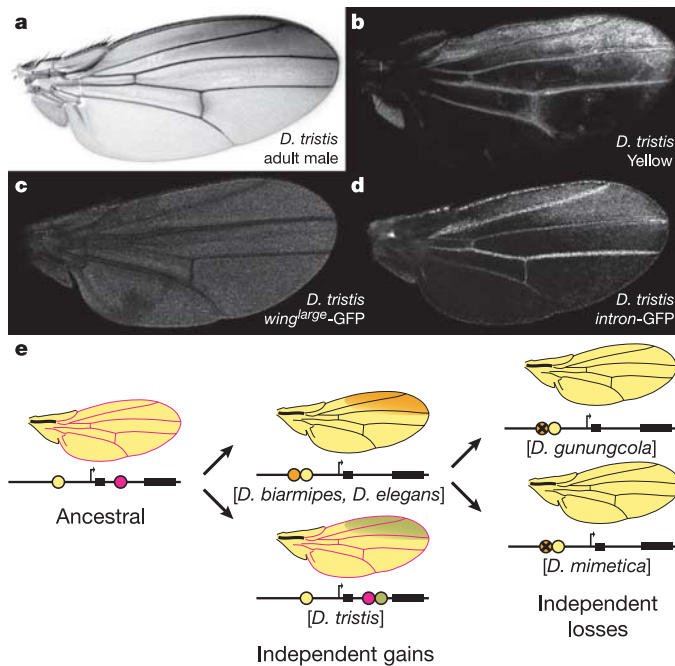 a
D. tristis
adult male
b
D. tristis
Yellow
c
D. tristis
wing^large-GFP
d
D. tristis
intron-GFP
e
Ancestral
[D. biarmipes, D. elegans]
[D. tristis]
Independent gains
[D. gunungcola]
[D. mimetica]
Independent
losses